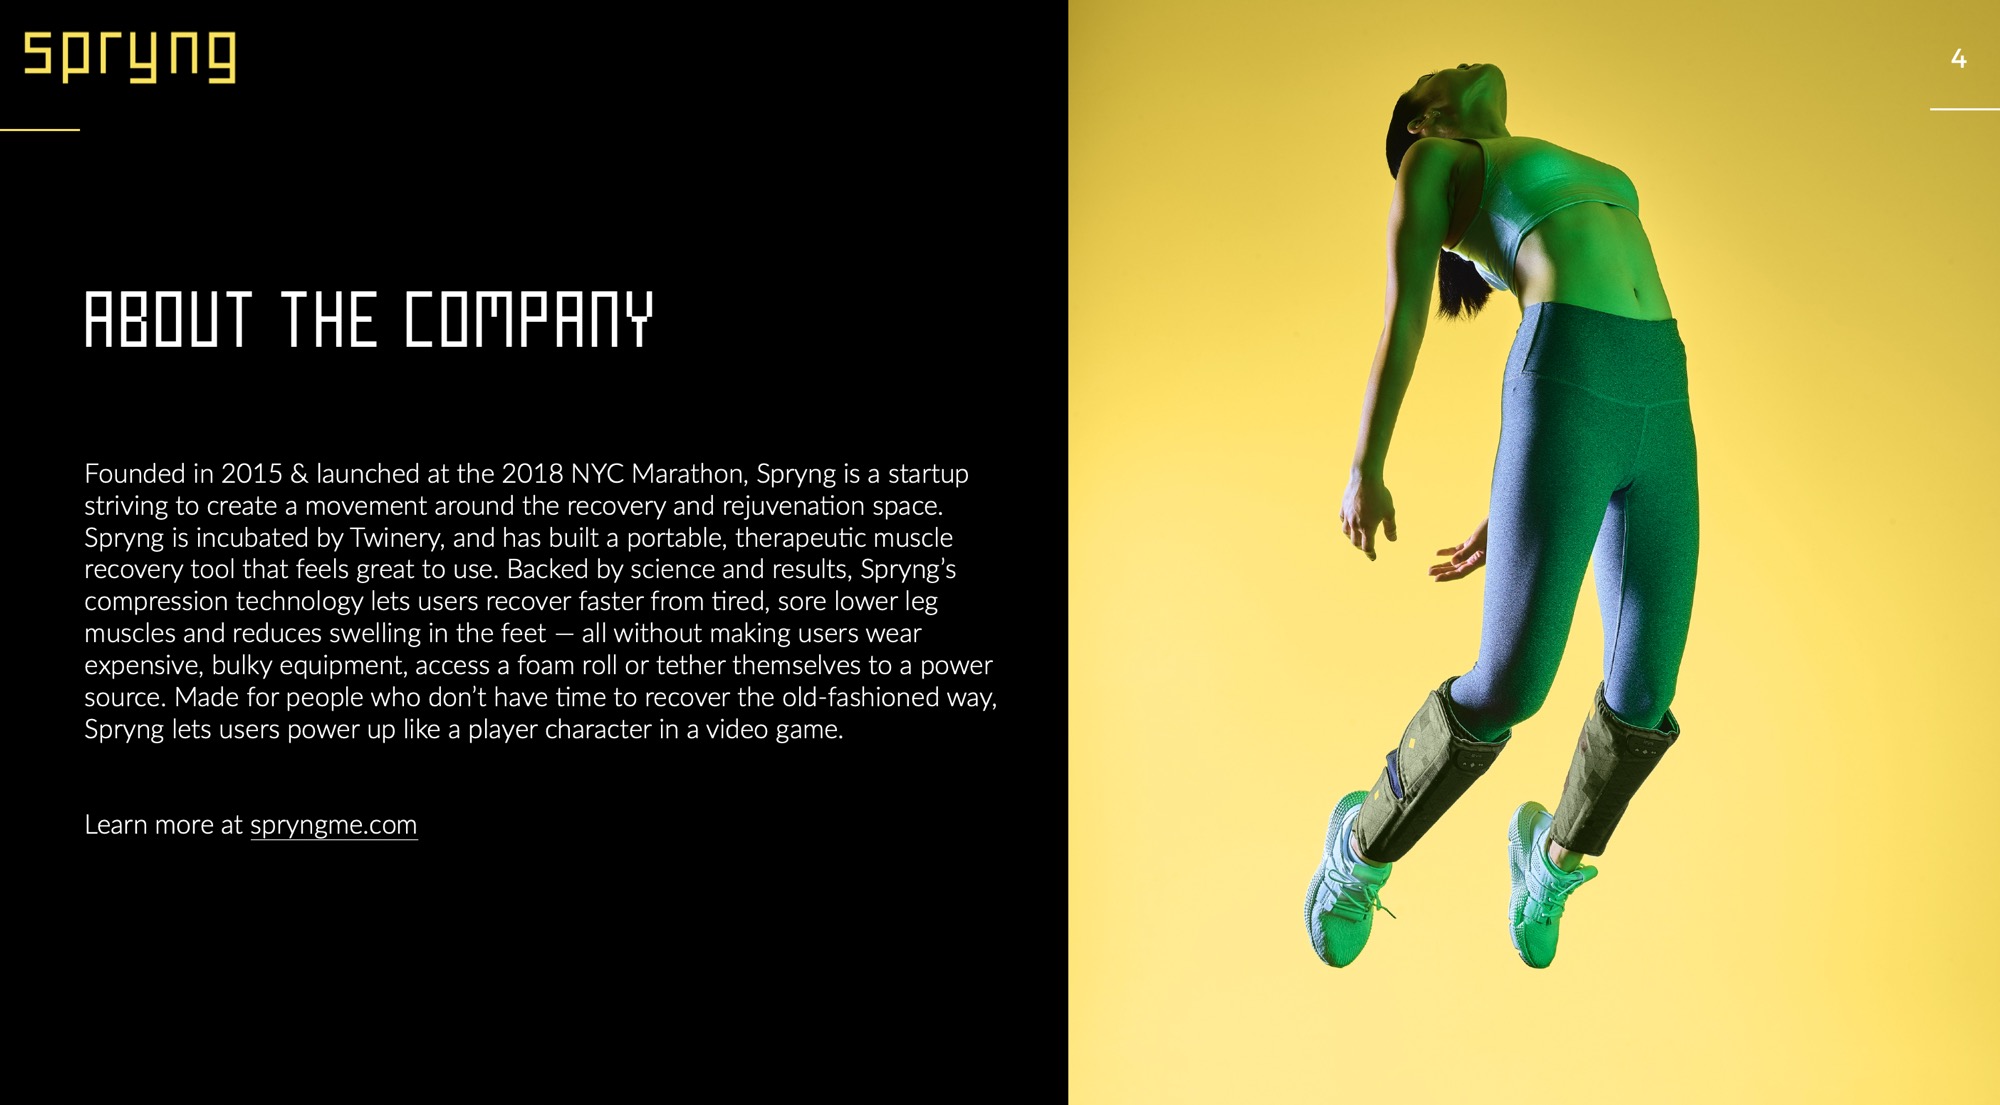 spryng
4
ABOUT THE COMPANY
Founded in 2015 & launched at the 2018 NYC Marathon, Spryng is a startup
striving to create a movement around the recovery and rejuvenation space.
Spryng is incubated by Twinery, and has built a portable, therapeutic muscle
recovery tool that feels great to use. Backed by science and results, Spryng’s
compression technology lets users recover faster from tired, sore lower leg
muscles and reduces swelling in the feet — all without making users wear
expensive, bulky equipment, access a foam roll or tether themselves to a power
source. Made for people who don’t have time to recover the old-fashioned way,
Spryng lets users power up like a player character in a video game.
Learn more at spryngme.com